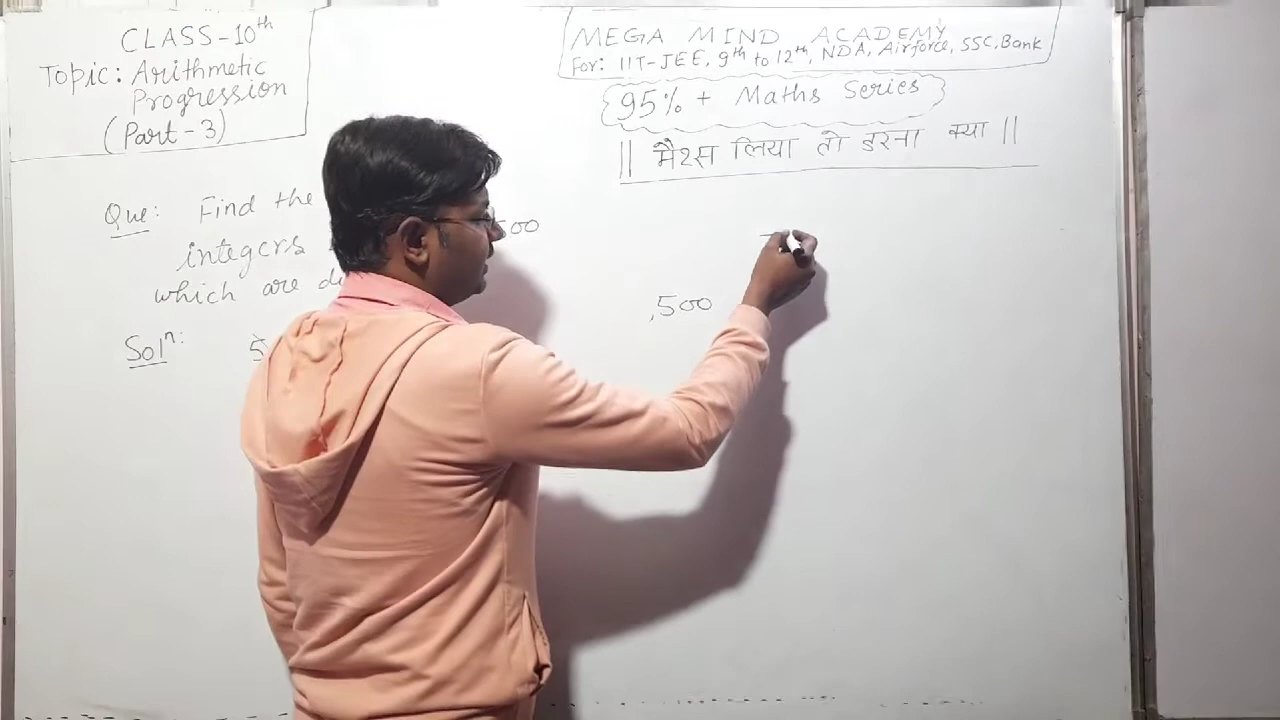 CLASS-10th
Topic: Arithmetic
Progression
(Part-3)
MEGA MIND ACADEMY
For: IIT-JEE, 9th to 12th, NDA, Airforce, SSC, Bank
95% + Maths Series
|| मैथ्स लिया तो डरना क्या ||
Que: Find the
500
integers
which are
Soln: 5
,500